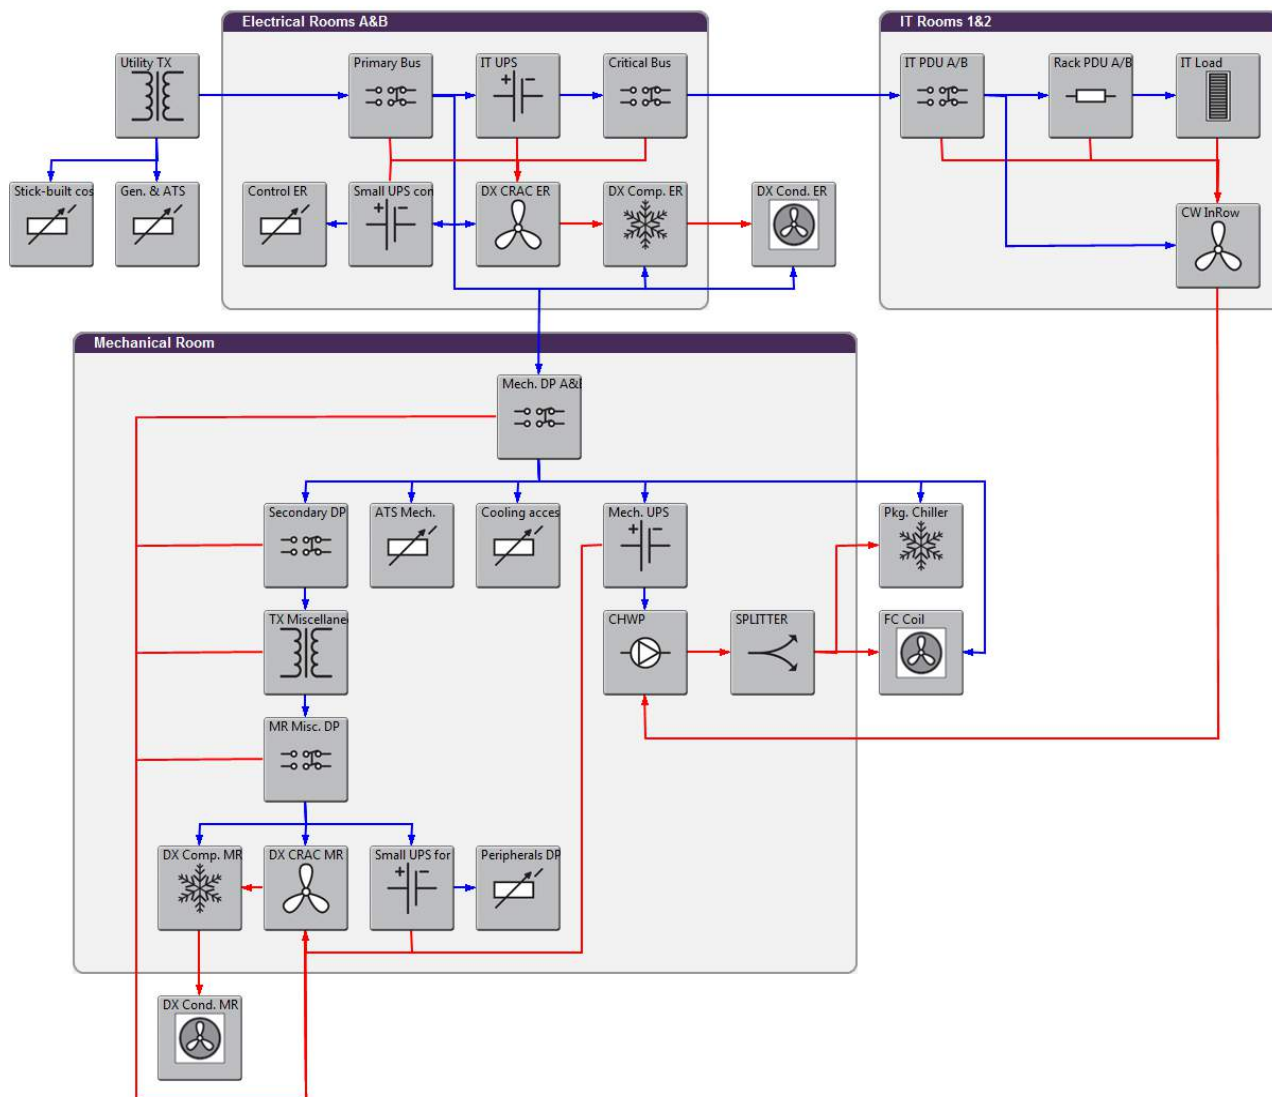 Electrical Rooms A&B
IT Rooms 1&2
Utility TX
Primary Bus
IT UPS
Critical Bus
IT PDU A/B
Rack PDU A/B
IT Load
Stick-built cos
Gen. & ATS
Control ER
Small UPS con
DX CRAC ER
DX Comp. ER
DX Cond. ER
CW InRow
Mechanical Room
Mech. DP A&B
Secondary DP
ATS Mech.
Cooling acces
Mech. UPS
Pkg. Chiller
TX Miscellane
CHWP
SPLITTER
FC Coil
MR Misc. DP
DX Comp. MR
DX CRAC MR
Small UPS for
Peripherals DP
DX Cond. MR